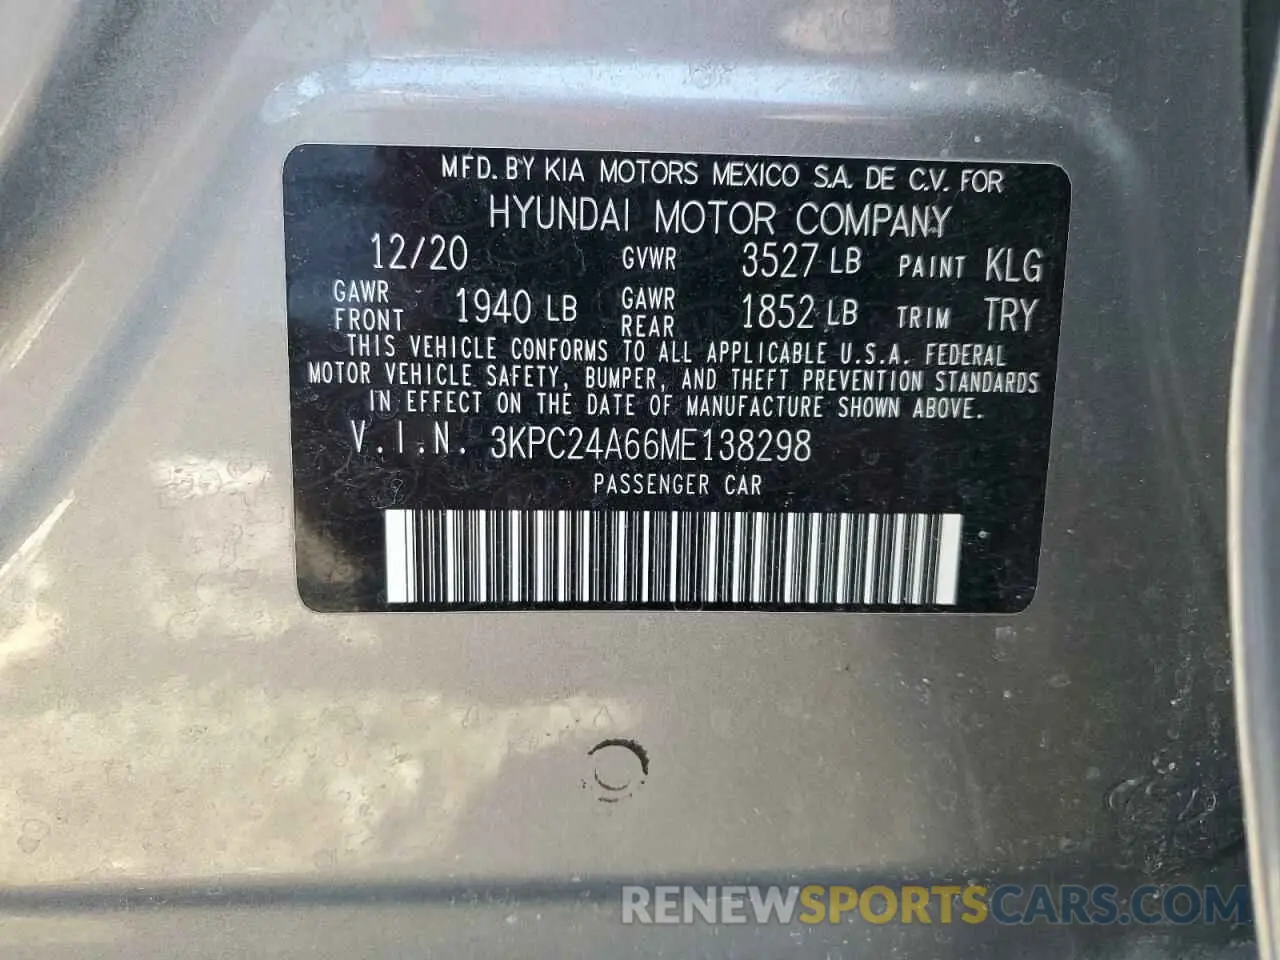 MFD. BY KIA MOTORS MEXICO S.A. DE C.V. FOR
HYUNDAI MOTOR COMPANY
12/20 GVWR 3527 LB PAINT KLG
GAWR FRONT 1940 LB GAWR REAR 1852 LB TRIM TRY
THIS VEHICLE CONFORMS TO ALL APPLICABLE U.S.A. FEDERAL
MOTOR VEHICLE SAFETY, BUMPER, AND THEFT PREVENTION STANDARDS
IN EFFECT ON THE DATE OF MANUFACTURE SHOWN ABOVE.
V.I.N. 3KPC24A66ME138298
PASSENGER CAR
RENEWSPORTSCARS.COM